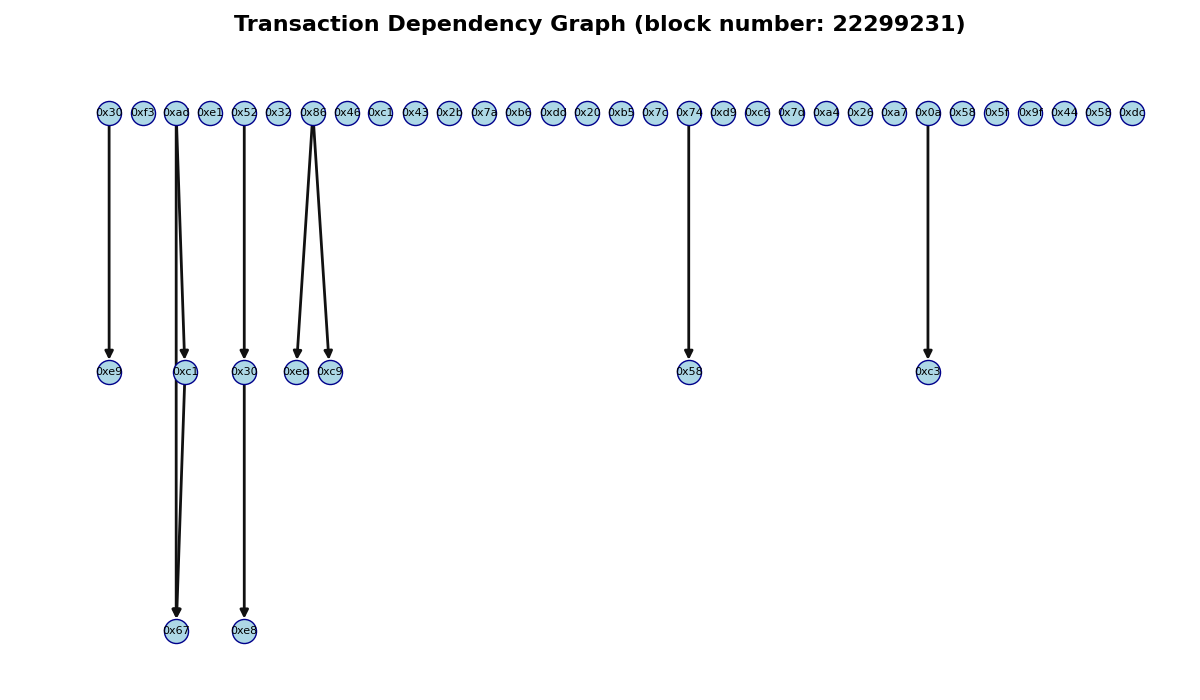 Transaction Dependency Graph (block number: 22299231)
0x30 0xf3 0xad 0xe1 0x52 0x32 0x86 0x46 0xc1 0x43 0x2b 0x7a 0xb6 0xdd 0x20 0xb5 0x7c 0x74 0xd9 0xc6 0x7d 0xa4 0x26 0xa7 0x0a 0x58 0x5f 0x9f 0x44 0x58 0xdc
0xe9 0xc1 0x30 0xed 0xc9 0x58 0xc3
0x67 0xe8